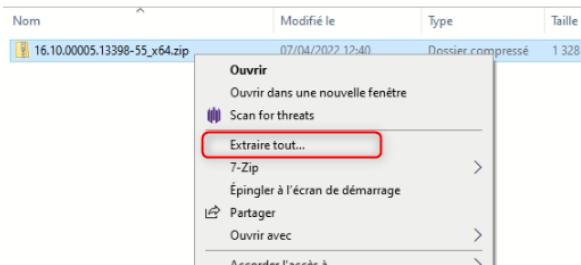 Nom Modifié le Type Taille
16.10.00005.13398-55_x64.zip 07/04/2022 12:40 Dossier compressé 1 328
Ouvrir
Ouvrir dans une nouvelle fenêtre
Scan for threats
Extraire tout...
7-Zip
Épingler à l'écran de démarrage
Partager
Ouvrir avec
Accorder l'accès à